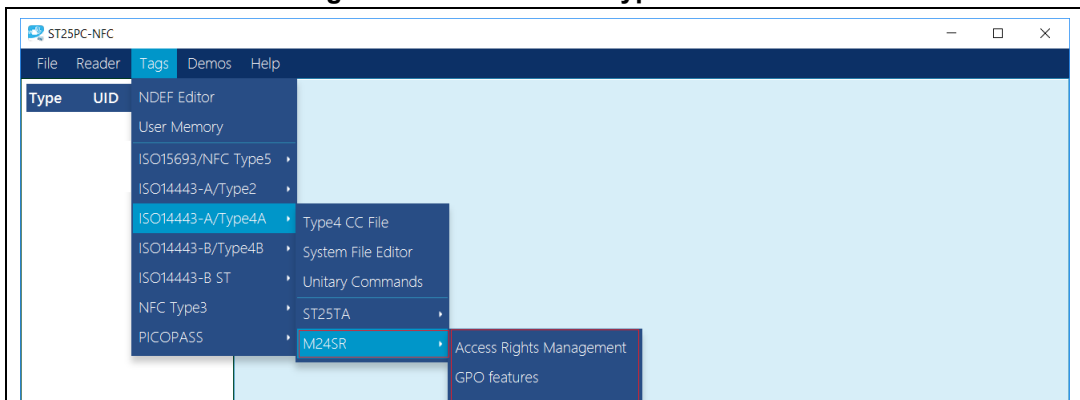 ST25PC-NFC
File Reader Tags Demos Help
Type UID
NDEF Editor
User Memory
ISO15693/NFC Type5
ISO14443-A/Type2
ISO14443-A/Type4A
ISO14443-B/Type4B
ISO14443-B ST
NFC Type3
PICOPASS
Type4 CC File
System File Editor
Unitary Commands
ST25TA
M24SR
Access Rights Management
GPO features